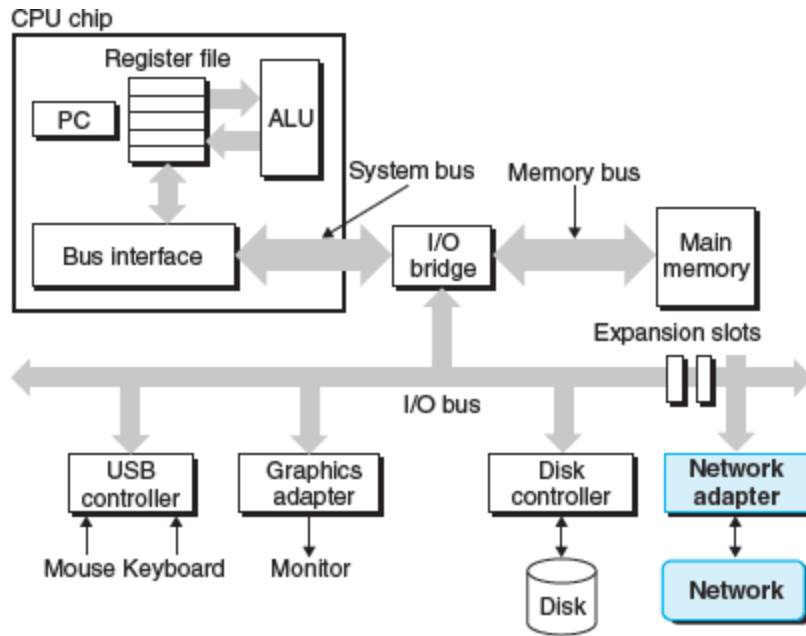 CPU chip
Register file
PC
ALU
System bus
Memory bus
Bus interface
I/O
bridge
Main
memory
Expansion slots
I/O bus
USB
controller
Graphics
adapter
Disk
controller
Network
adapter
Mouse Keyboard
Monitor
Disk
Network